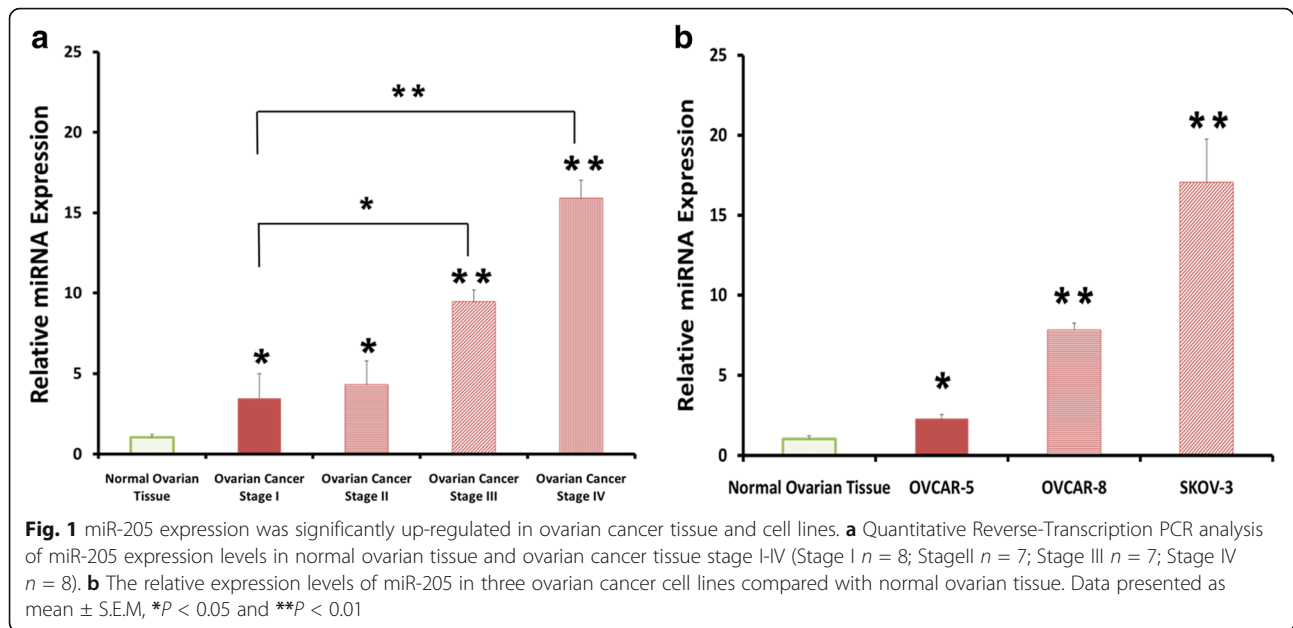 a
25
20
15
10
5
0
Relative miRNA Expression
**
*
*
*
**
**
Normal Ovarian Tissue
Ovarian Cancer Stage I
Ovarian Cancer Stage II
Ovarian Cancer Stage III
Ovarian Cancer Stage IV
b
25
20
15
10
5
0
Relative miRNA Expression
*
**
**
Normal Ovarian Tissue
OVCAR-5
OVCAR-8
SKOV-3
Fig. 1 miR-205 expression was significantly up-regulated in ovarian cancer tissue and cell lines. a Quantitative Reverse-Transcription PCR analysis
of miR-205 expression levels in normal ovarian tissue and ovarian cancer tissue stage I-IV (Stage I n = 8; StageII n = 7; Stage III n = 7; Stage IV
n = 8). b The relative expression levels of miR-205 in three ovarian cancer cell lines compared with normal ovarian tissue. Data presented as
mean ± S.E.M, *P < 0.05 and **P < 0.01